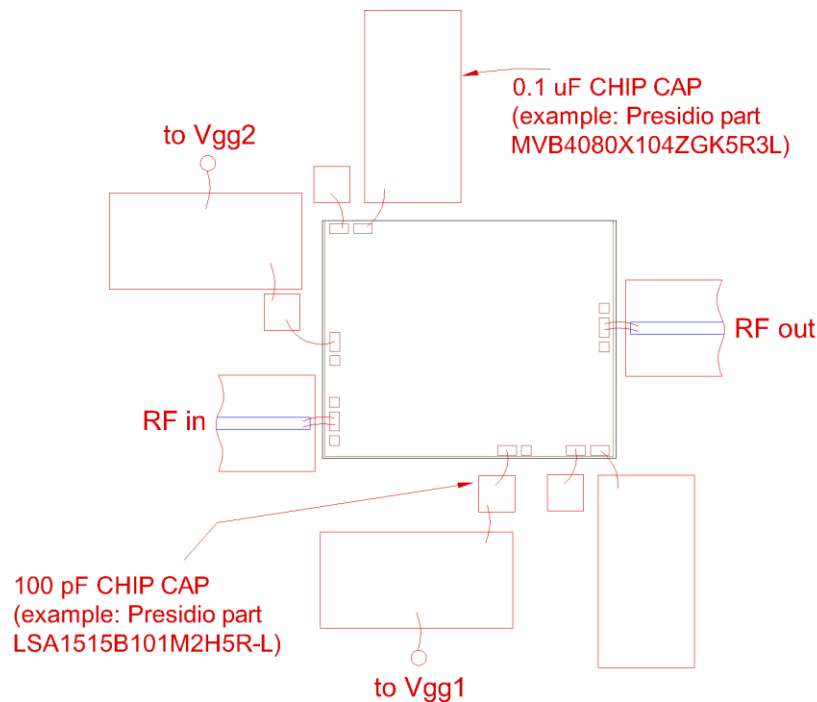 0.1 uF CHIP CAP
(example: Presidio part
MVB4080X104ZGK5R3L)
to Vgg2
RF out
RF in
100 pF CHIP CAP
(example: Presidio part
LSA1515B101M2H5R-L)
to Vgg1